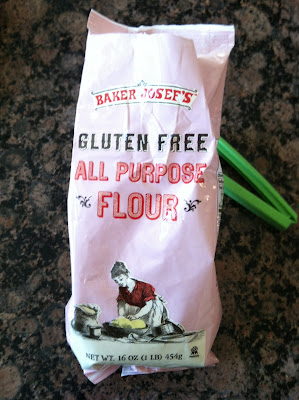 BAKER JOSEF'S
GLUTEN FREE
ALL PURPOSE
FLOUR
NET WT. 16 OZ (1 LB) 454g